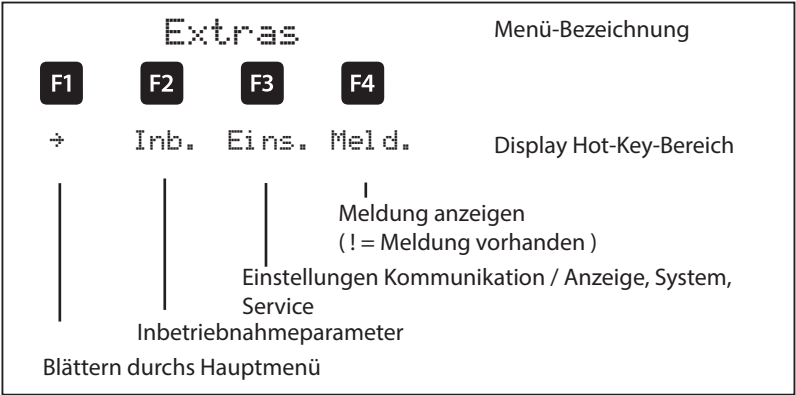 Extras Menü-Bezeichnung
F1 F2 F3 F4
→ Inb. Eins. Meld. Display Hot-Key-Bereich
Meldung anzeigen
( ! = Meldung vorhanden )
Einstellungen Kommunikation / Anzeige, System,
Service
Inbetriebnahmeparameter
Blättern durchs Hauptmenü